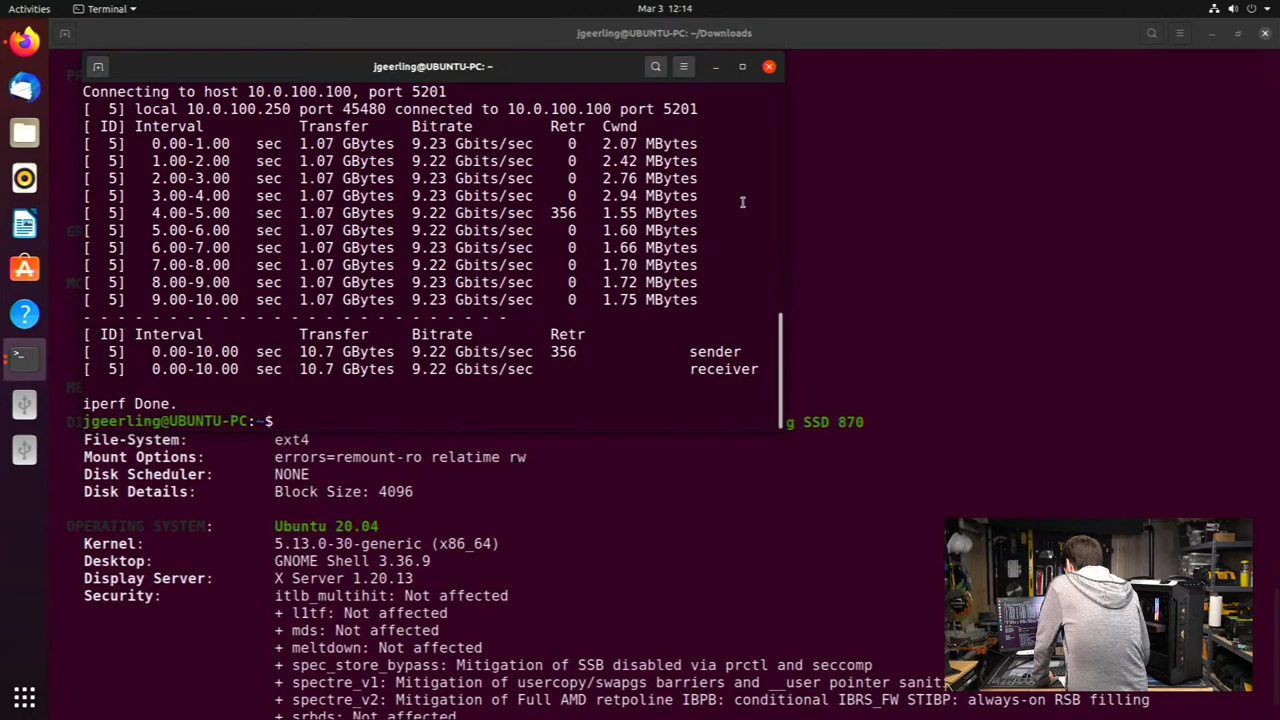 Activities
Terminal
Mar 3 12:14
jgeerling@UBUNTU-PC: ~/Downloads
jgeerling@UBUNTU-PC: ~
Connecting to host 10.0.100.100, port 5201
[  5] local 10.0.100.250 port 45480 connected to 10.0.100.100 port 5201
[ ID] Interval           Transfer     Bitrate         Retr  Cwnd
[  5]   0.00-1.00   sec  1.07 GBytes  9.23 Gbits/sec    0   2.07 MBytes
[  5]   1.00-2.00   sec  1.07 GBytes  9.22 Gbits/sec    0   2.42 MBytes
[  5]   2.00-3.00   sec  1.07 GBytes  9.23 Gbits/sec    0   2.76 MBytes
[  5]   3.00-4.00   sec  1.07 GBytes  9.23 Gbits/sec    0   2.94 MBytes
[  5]   4.00-5.00   sec  1.07 GBytes  9.22 Gbits/sec  356   1.55 MBytes
[  5]   5.00-6.00   sec  1.07 GBytes  9.22 Gbits/sec    0   1.60 MBytes
[  5]   6.00-7.00   sec  1.07 GBytes  9.23 Gbits/sec    0   1.66 MBytes
[  5]   7.00-8.00   sec  1.07 GBytes  9.22 Gbits/sec    0   1.70 MBytes
[  5]   8.00-9.00   sec  1.07 GBytes  9.23 Gbits/sec    0   1.72 MBytes
[  5]   9.00-10.00  sec  1.07 GBytes  9.23 Gbits/sec    0   1.75 MBytes
- - - - - - - - - - - - - - - - - - - - - - - - -
[ ID] Interval           Transfer     Bitrate         Retr
[  5]   0.00-10.00  sec  10.7 GBytes  9.22 Gbits/sec  356             sender
[  5]   0.00-10.00  sec  10.7 GBytes  9.22 Gbits/sec                  receiver
iperf Done.
jgeerling@UBUNTU-PC:~$
g SSD 870
File-System: ext4
Mount Options: errors=remount-ro relatime rw
Disk Scheduler: NONE
Disk Details: Block Size: 4096
OPERATING SYSTEM: Ubuntu 20.04
Kernel: 5.13.0-30-generic (x86_64)
Desktop: GNOME Shell 3.36.9
Display Server: X Server 1.20.13
Security: itlb_multihit: Not affected
+ l1tf: Not affected
+ mds: Not affected
+ meltdown: Not affected
+ spec_store_bypass: Mitigation of SSB disabled via prctl and seccomp
+ spectre_v1: Mitigation of usercopy/swapgs barriers and __user pointer sanit
+ spectre_v2: Mitigation of Full AMD retpoline IBPB: conditional IBRS_FW STIBP: always-on RSB filling
+ srbds: Not affected